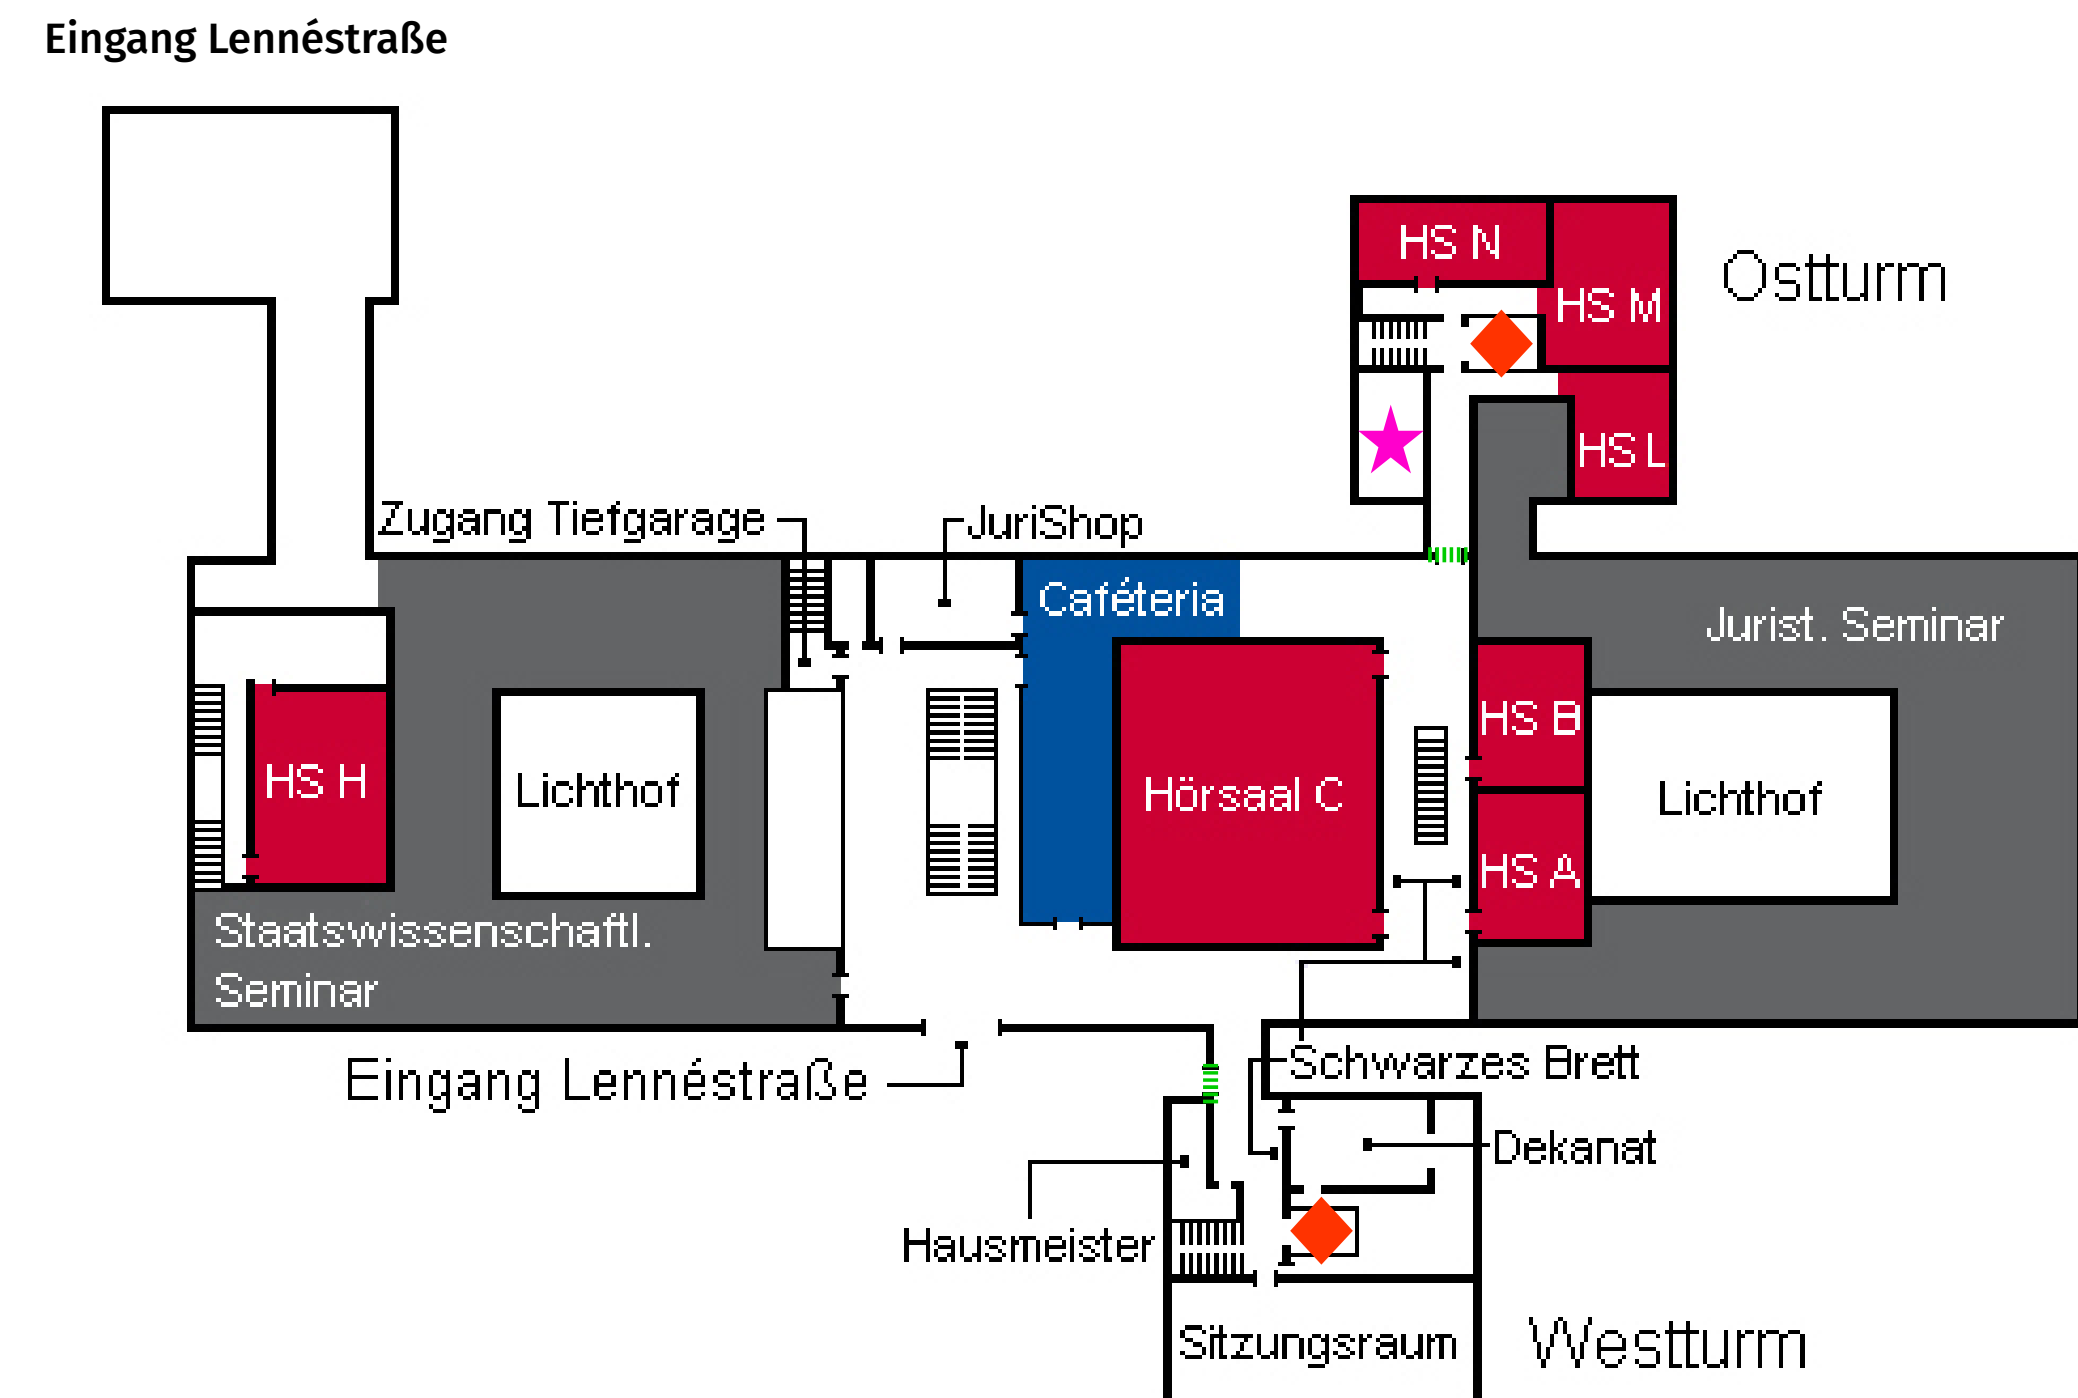 Eingang Lennéstraße
HS N
Ostturm
HS M
HS L
Zugang Tiefgarage
JuriShop
Caféteria
Jurist. Seminar
HS B
HS H
Lichthof
Hörsaal C
Lichthof
HS A
Staatswissenschaftl.
Seminar
Eingang Lennéstraße
Schwarzes Brett
Dekanat
Hausmeister
Sitzungsraum
Westturm